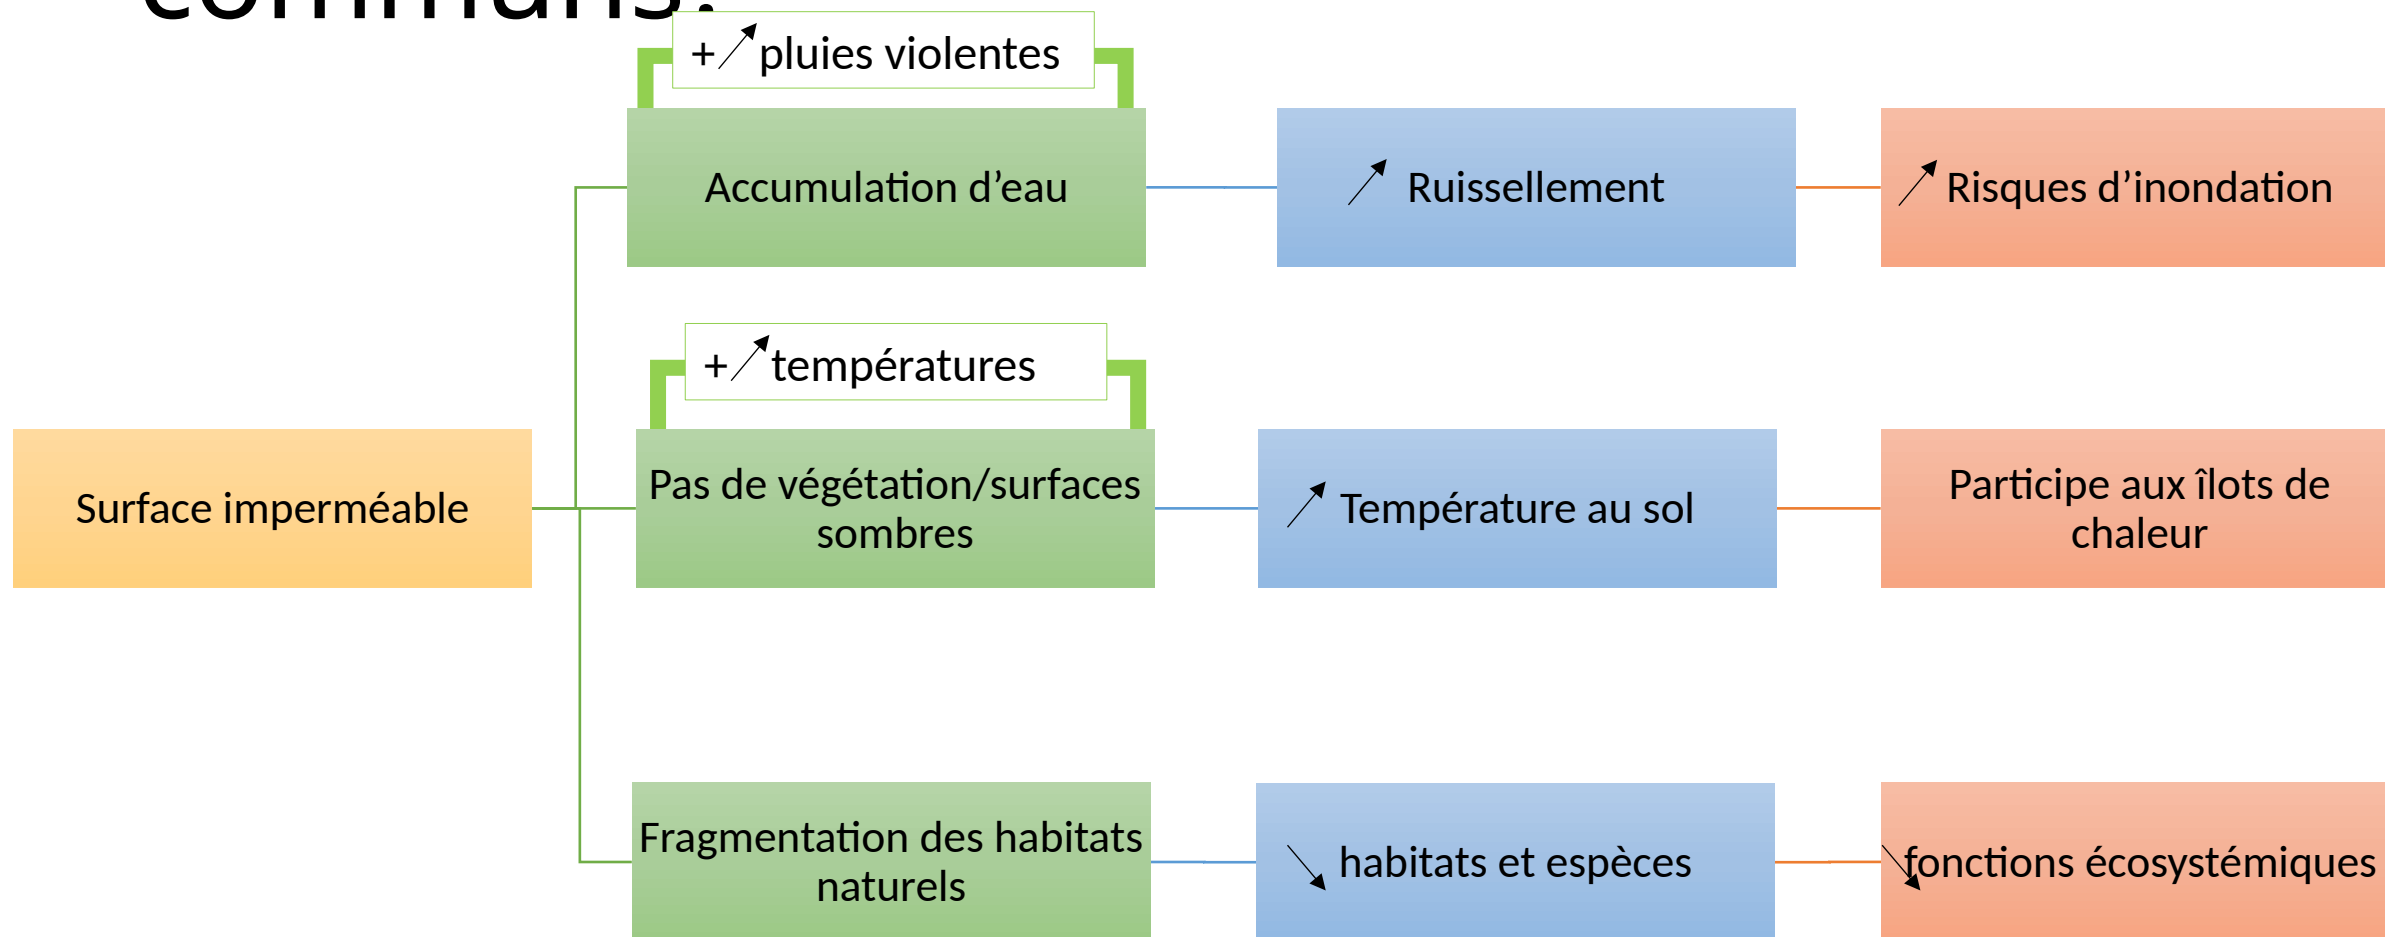 communs.
+ pluies violentes
Accumulation d’eau
Ruissellement
Risques d’inondation
+ températures
Surface imperméable
Pas de végétation/surfaces
sombres
Température au sol
Participe aux îlots de
chaleur
Fragmentation des habitats
naturels
habitats et espèces
fonctions écosystémiques